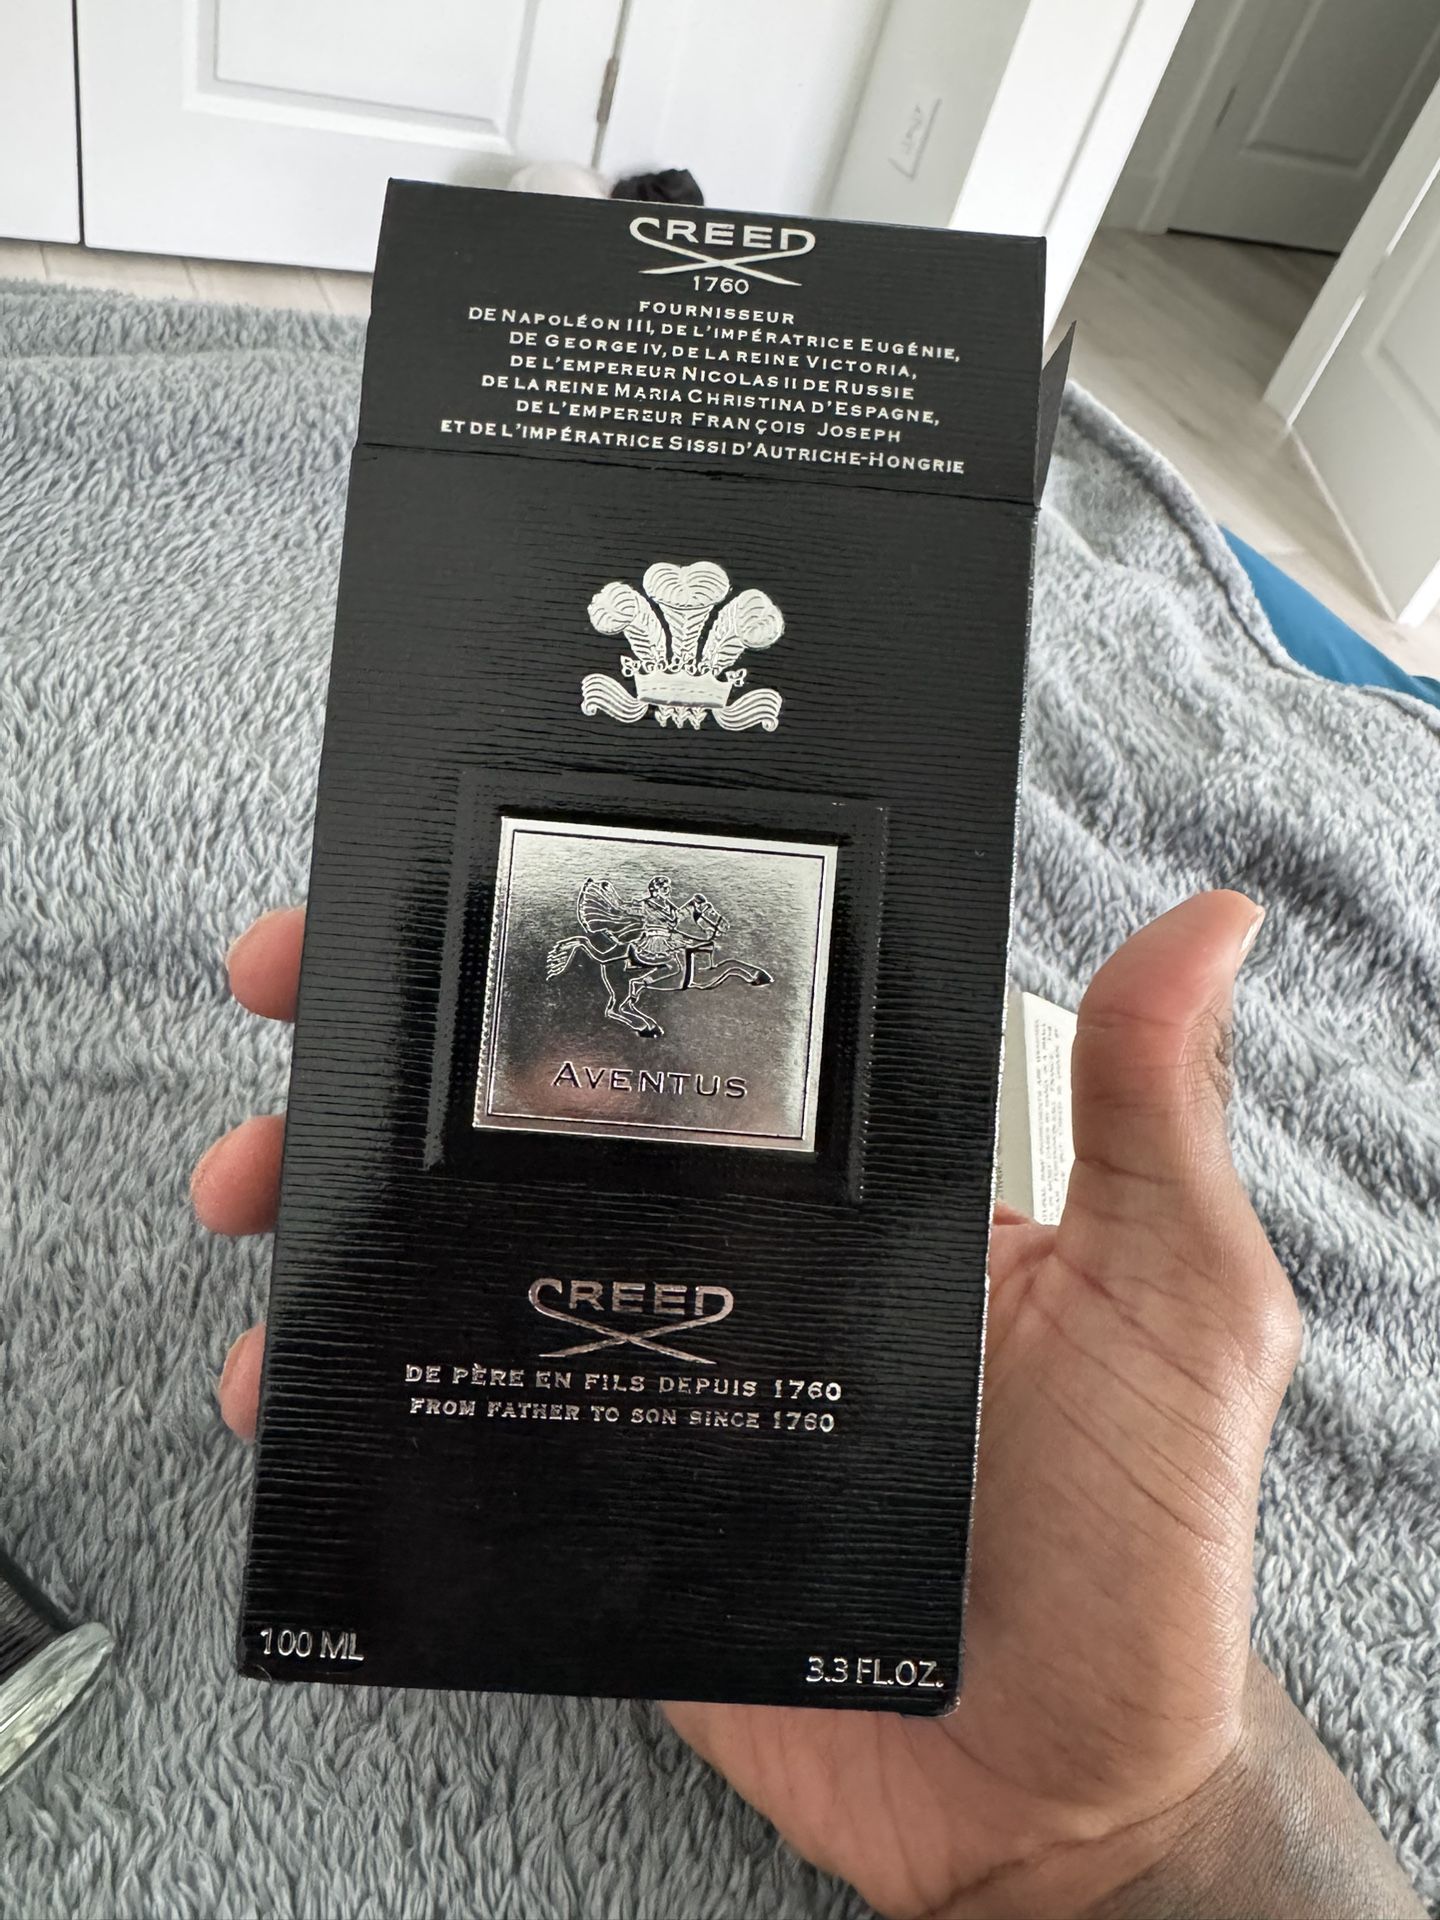 CREED
1760
FOURNISSEUR
DE NAPOLÉON III, DE L'IMPÉRATRICE EUGÉNIE,
DE GEORGE IV, DE LA REINE VICTORIA,
DE L'EMPEREUR NICOLAS II DE RUSSIE
DE LA REINE MARIA CHRISTINA D'ESPAGNE,
DE L'EMPEREUR FRANÇOIS JOSEPH
ET DE L'IMPÉRATRICE SISSI D'AUTRICHE-HONGRIE
AVENTUS
CREED
DE PÈRE EN FILS DEPUIS 1760
FROM FATHER TO SON SINCE 1760
100 ML
3.3 FL.OZ.